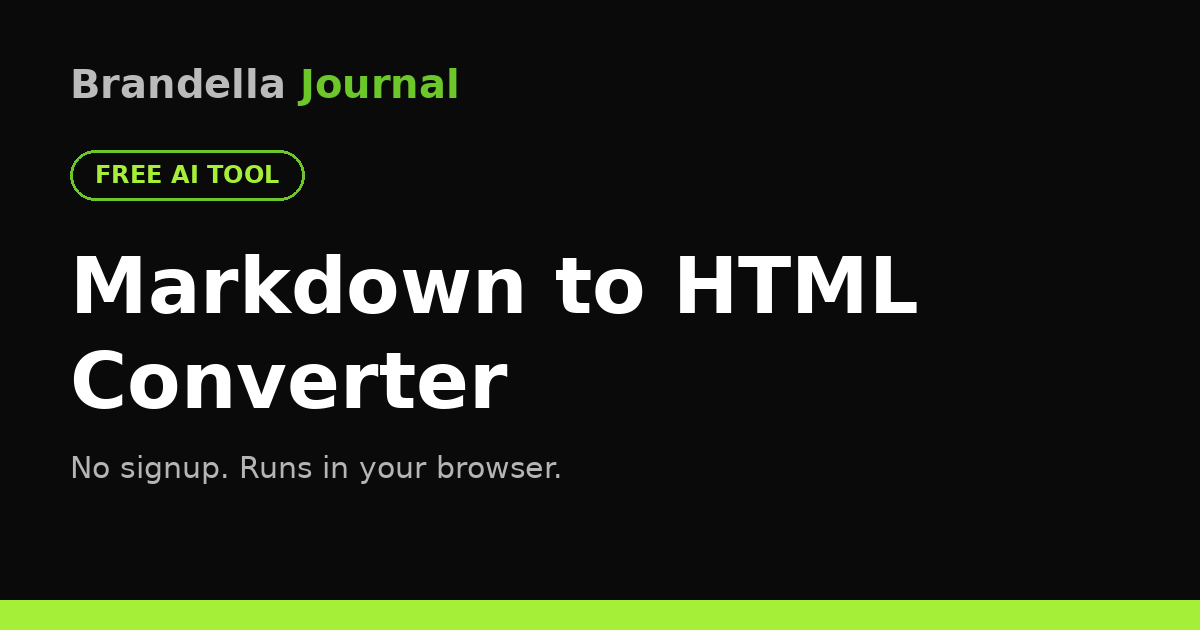 Brandella Journal
FREE AI TOOL
Markdown to HTML
Converter
No signup. Runs in your browser.